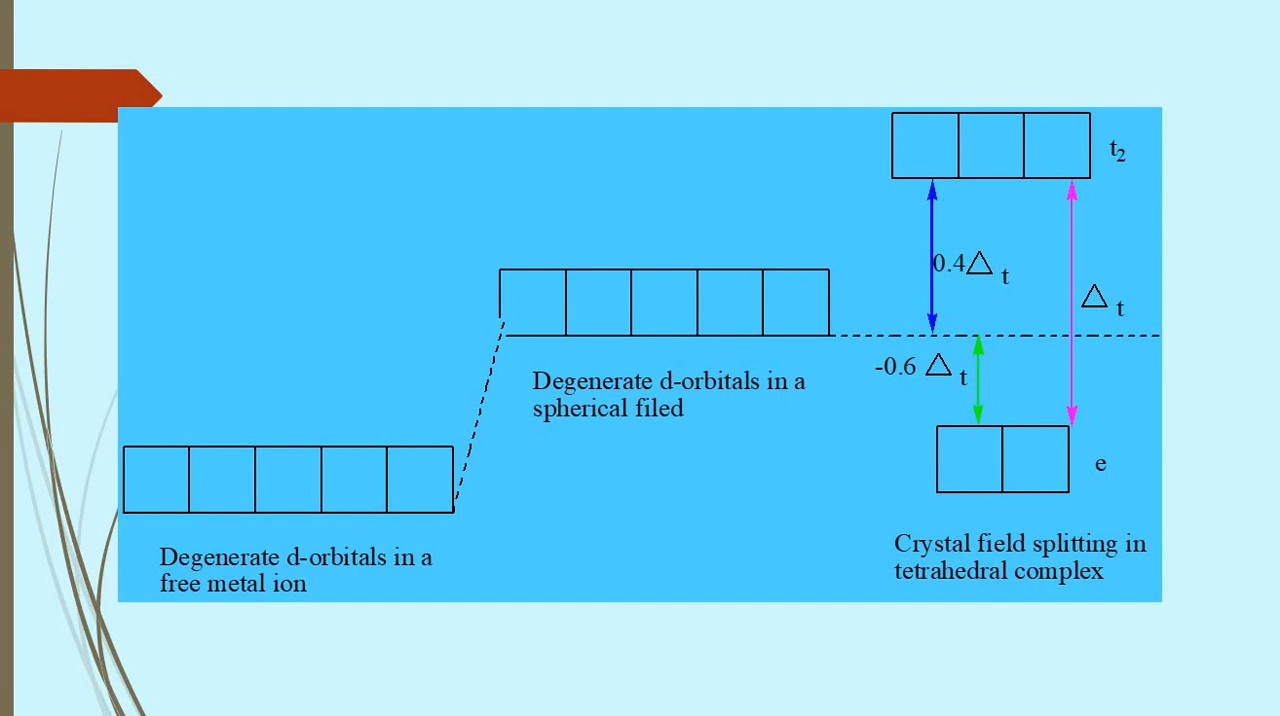 t₂
0.4△ t
△ t
-0.6 △ t
Degenerate d-orbitals in a
spherical filed
e
Degenerate d-orbitals in a
free metal ion
Crystal field splitting in
tetrahedral complex